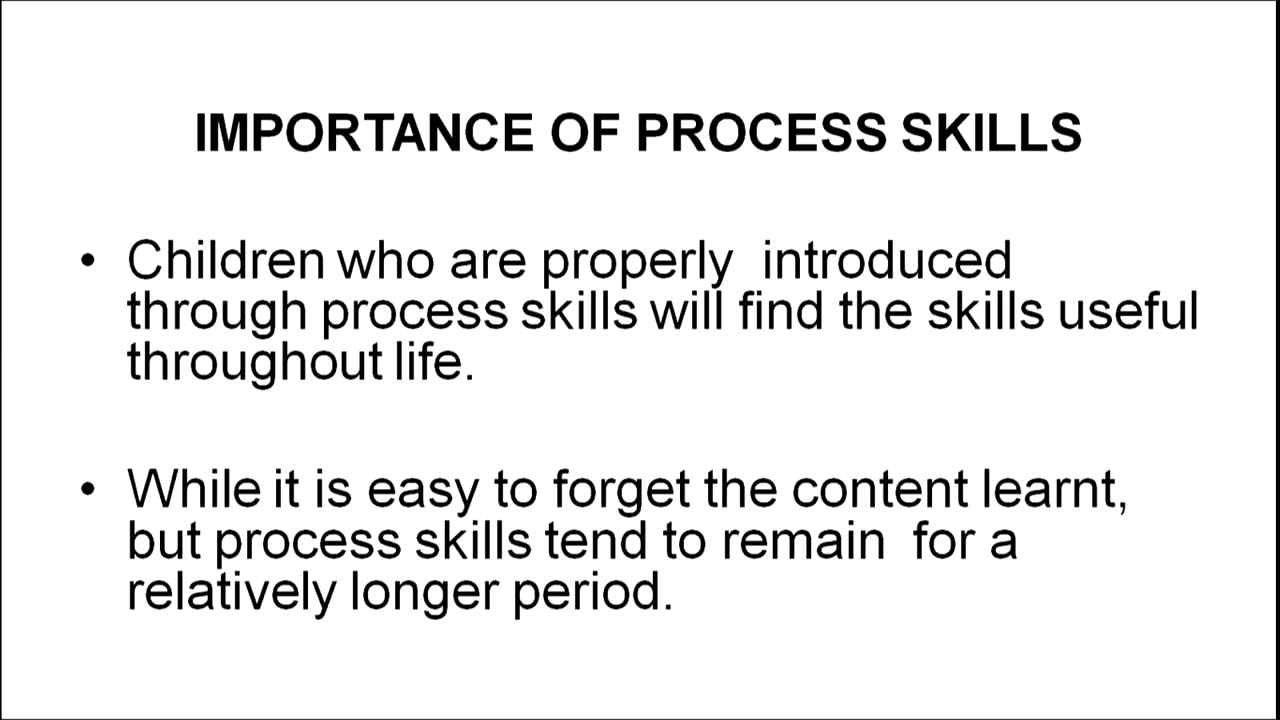 IMPORTANCE OF PROCESS SKILLS
• Children who are properly  introduced
through process skills will find the skills useful
throughout life.
• While it is easy to forget the content learnt,
but process skills tend to remain  for a
relatively longer period.